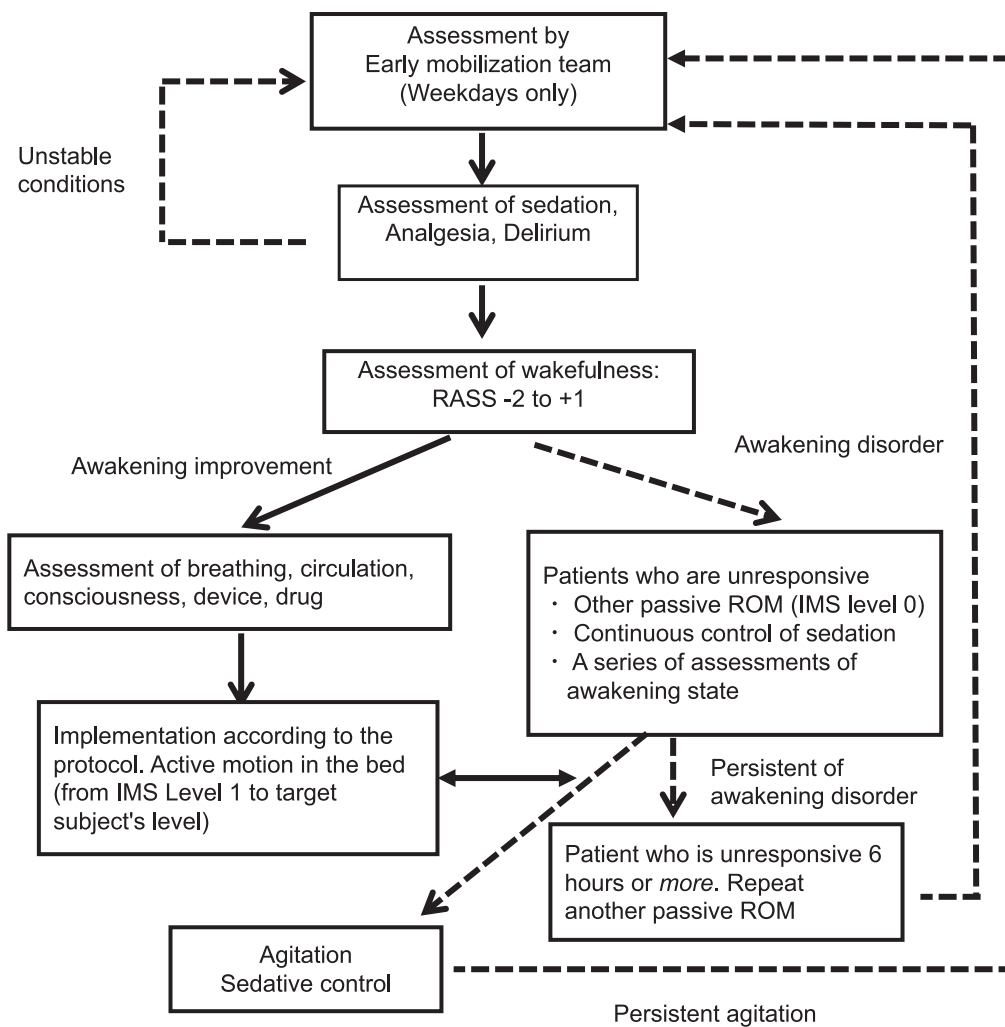 Assessment by
Early mobilization team
(Weekdays only)
Unstable
conditions
Assessment of sedation,
Analgesia, Delirium
Assessment of wakefulness:
RASS -2 to +1
Awakening improvement
Awakening disorder
Assessment of breathing, circulation,
consciousness, device, drug
Patients who are unresponsive
・ Other passive ROM (IMS level 0)
・ Continuous control of sedation
・ A series of assessments of
awakening state
Implementation according to the
protocol. Active motion in the bed
(from IMS Level 1 to target
subject's level)
Persistent of
awakening disorder
Patient who is unresponsive 6
hours or more. Repeat
another passive ROM
Agitation
Sedative control
Persistent agitation